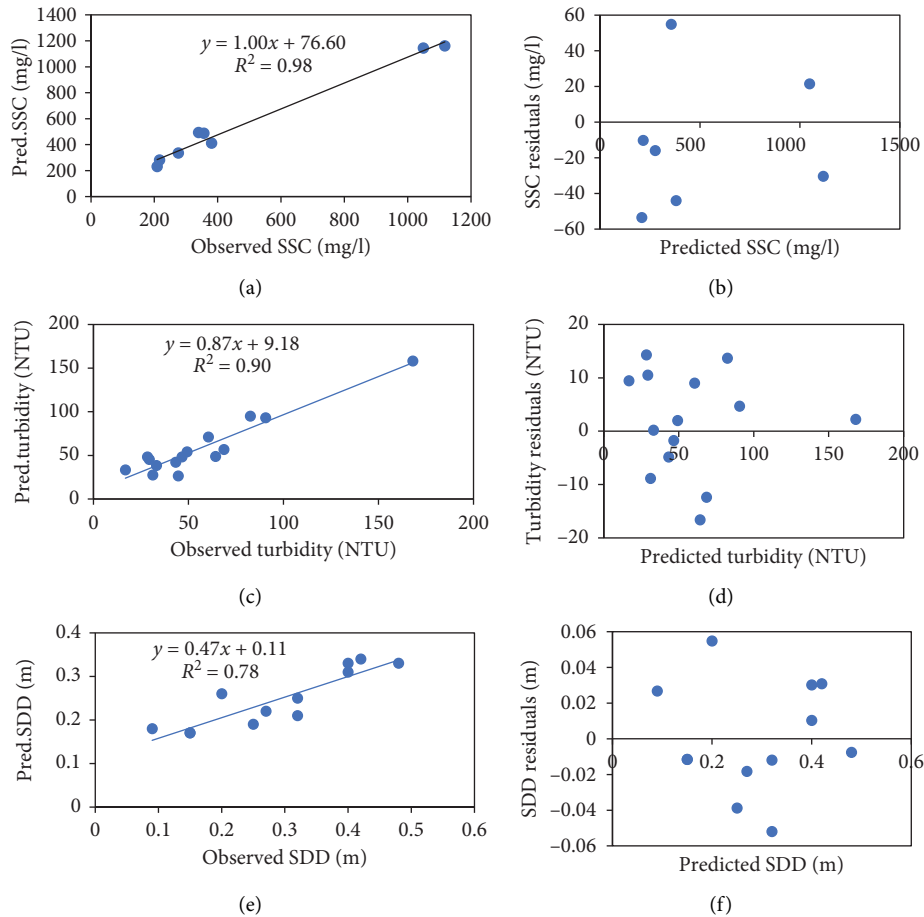 1400
1200
1000
800
600
400
200
0
0 200 400 600 800 1000 1200
y = 1.00x + 76.60
R² = 0.98
Pred.SSC (mg/l)
Observed SSC (mg/l)
(a)
60
40
20
0
−20
−40
−60
0 500 1000 1500
SSC residuals (mg/l)
Predicted SSC (mg/l)
(b)
200
150
100
50
0
0 50 100 150 200
y = 0.87x + 9.18
R² = 0.90
Pred.turbidity (NTU)
Observed turbidity (NTU)
(c)
20
10
0
−10
−20
0 50 100 150 200
Turbidity residuals (NTU)
Predicted turbidity (NTU)
(d)
0.4
0.3
0.2
0.1
0
0 0.1 0.2 0.3 0.4 0.5 0.6
y = 0.47x + 0.11
R² = 0.78
Pred.SDD (m)
Observed SDD (m)
(e)
0.06
0.04
0.02
0
−0.02
−0.04
−0.06
0 0.2 0.4 0.6
SDD residuals (m)
Predicted SDD (m)
(f)